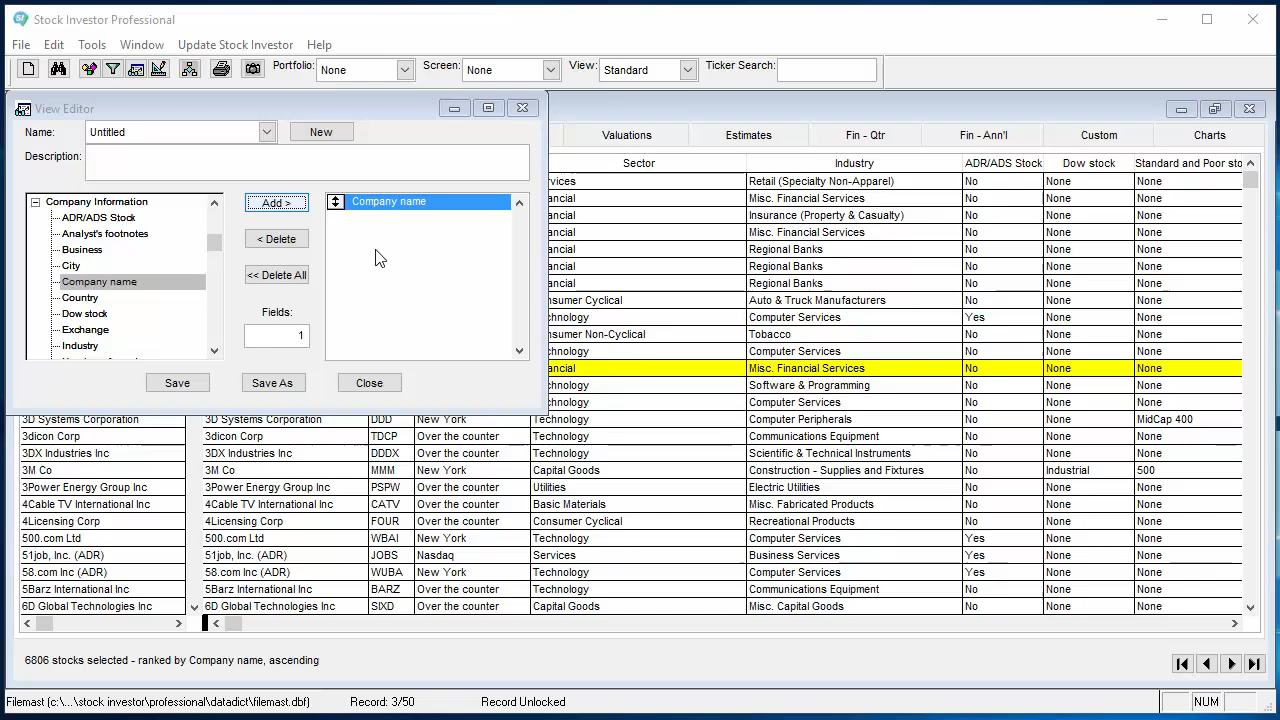 Stock Investor Professional
File Edit Tools Window Update Stock Investor Help
Portfolio: None Screen: None View: Standard Ticker Search:
View Editor
Name: Untitled New
Description:
Company Information
ADR/ADS Stock
Analyst's footnotes
Business
City
Company name
Country
Dow stock
Exchange
Industry
Add >
< Delete
<< Delete All
Fields:
1
Company name
Save Save As Close
Valuations Estimates Fin - Qtr Fin - Ann'l Custom Charts
Sector Industry ADR/ADS Stock Dow stock Standard and Poor sto
rvices Retail (Specialty Non-Apparel) No None None
ancial Misc. Financial Services No None None
ancial Insurance (Property & Casualty) No None None
ancial Misc. Financial Services No None None
ancial Regional Banks No None None
ancial Regional Banks No None None
ancial Regional Banks No None None
nsumer Cyclical Auto & Truck Manufacturers No None None
chnology Computer Services Yes None None
nsumer Non-Cyclical Tobacco No None None
chnology Computer Services No None None
ancial Misc. Financial Services No None None
chnology Software & Programming No None None
chnology Computer Services No None None
3D Systems Corporation 3D Systems Corporation DDD New York Technology Computer Peripherals No None MidCap 400
3dicon Corp 3dicon Corp TDCP Over the counter Technology Communications Equipment No None None
3DX Industries Inc 3DX Industries Inc DDDX Over the counter Technology Scientific & Technical Instruments No None None
3M Co 3M Co MMM New York Capital Goods Construction - Supplies and Fixtures No Industrial 500
3Power Energy Group Inc 3Power Energy Group Inc PSPW Over the counter Utilities Electric Utilities No None None
4Cable TV International Inc 4Cable TV International Inc CATV Over the counter Basic Materials Misc. Fabricated Products No None None
4Licensing Corp 4Licensing Corp FOUR Over the counter Consumer Cyclical Recreational Products No None None
500.com Ltd 500.com Ltd WBAI New York Technology Computer Services Yes None None
51job, Inc. (ADR) 51job, Inc. (ADR) JOBS Nasdaq Services Business Services Yes None None
58.com Inc (ADR) 58.com Inc (ADR) WUBA New York Technology Computer Services Yes None None
5Barz International Inc 5Barz International Inc BARZ Over the counter Technology Communications Equipment No None None
6D Global Technologies Inc 6D Global Technologies Inc SIXD Over the counter Capital Goods Misc. Capital Goods No None None
6806 stocks selected - ranked by Company name, ascending
Filemast (c:\...\stock investor\professional\datadict\filemast.dbf) Record: 3/50 Record Unlocked NUM